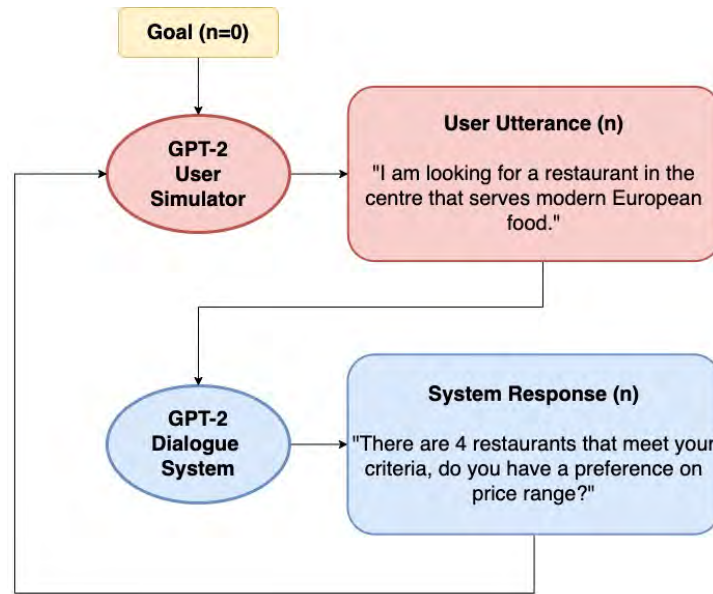 Goal (n=0)
GPT-2
User
Simulator
User Utterance (n)
"I am looking for a restaurant in the
centre that serves modern European
food."
GPT-2
Dialogue
System
System Response (n)
"There are 4 restaurants that meet your
criteria, do you have a preference on
price range?"